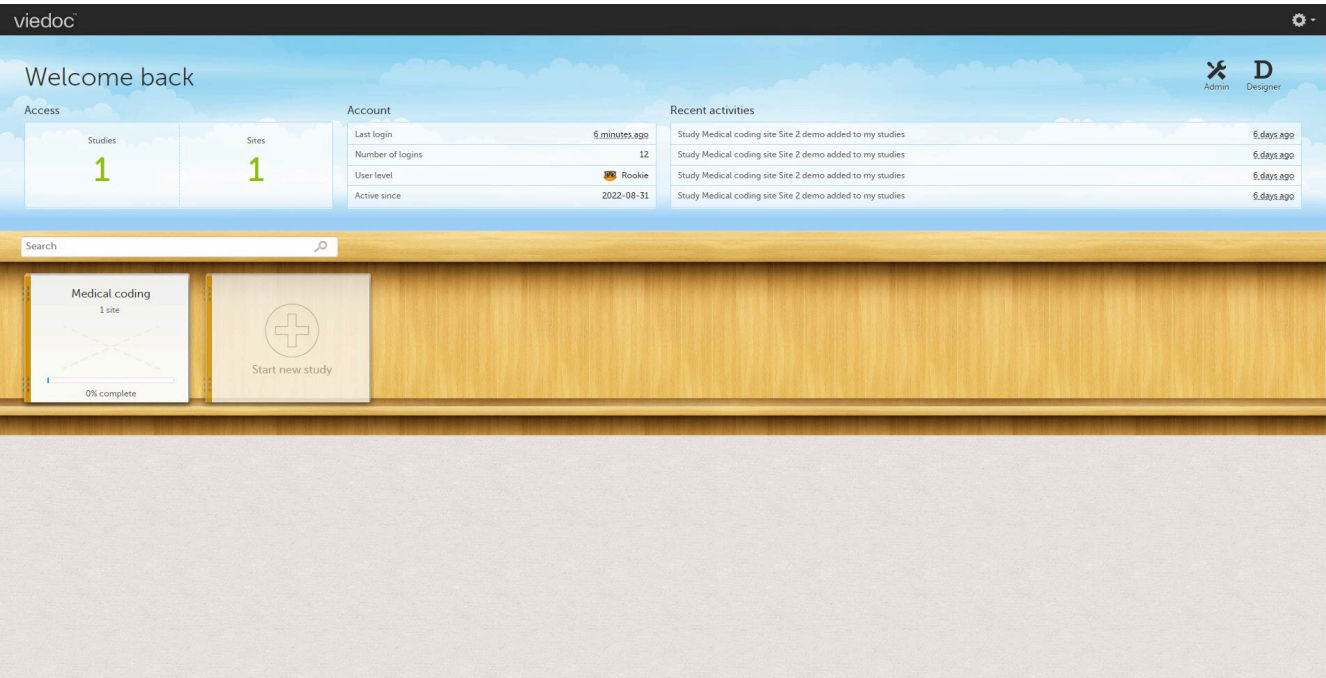 viedoc™
Welcome back
Admin
Designer
Access
Studies
1
Sites
1
Account
Last login 6 minutes ago
Number of logins 12
User level Rookie
Active since 2022-08-31
Recent activities
Study Medical coding site Site 2 demo added to my studies 6 days ago
Study Medical coding site Site 2 demo added to my studies 6 days ago
Study Medical coding site Site 2 demo added to my studies 6 days ago
Study Medical coding site Site 2 demo added to my studies 6 days ago
Search
Medical coding
1 site
0% complete
Start new study